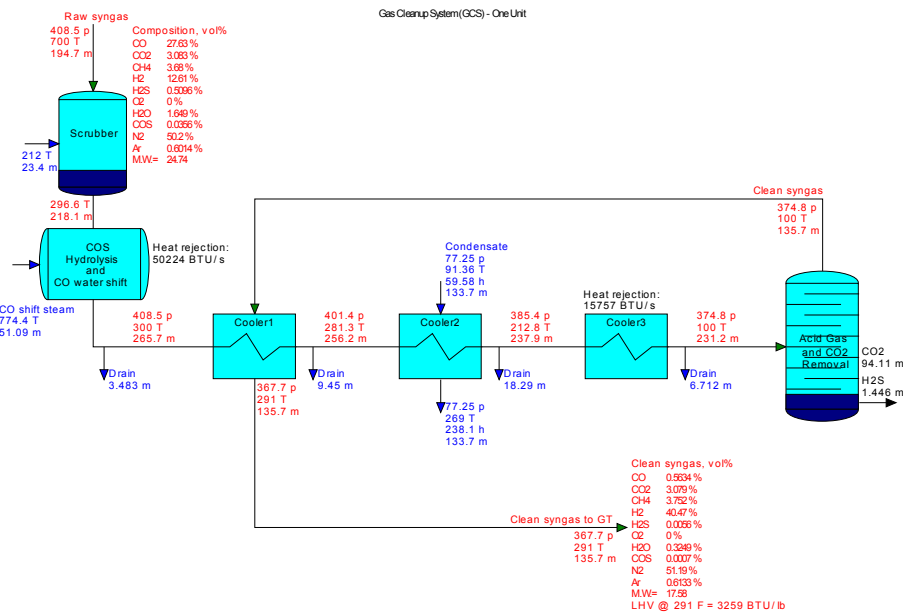 Gas Cleanup System (GCS) - One Unit
Raw syngas
408.5 p
700 T
194.7 m
Composition, vol%
CO 27.63 %
CO2 3.083 %
CH4 3.68 %
H2 12.61 %
H2S 0.5096 %
O2 0 %
H2O 1.649 %
COS 0.0356 %
N2 50.2 %
Ar 0.6014 %
M.W.= 24.74
Scrubber
212 T
23.4 m
296.6 T
218.1 m
COS
Hydrolysis
and
CO water shift
Heat rejection:
50224 BTU/s
CO shift steam
774.4 T
51.09 m
408.5 p
300 T
265.7 m
Drain
3.483 m
Cooler1
367.7 p
291 T
135.7 m
401.4 p
281.3 T
256.2 m
Drain
9.45 m
Condensate
77.25 p
91.36 T
59.58 h
133.7 m
Cooler2
77.25 p
269 T
238.1 h
133.7 m
385.4 p
212.8 T
237.9 m
Drain
18.29 m
Heat rejection:
15757 BTU/s
Cooler3
374.8 p
100 T
231.2 m
Drain
6.712 m
Clean syngas
374.8 p
100 T
135.7 m
Acid Gas
and CO2
Removal
CO2
94.11 m
H2S
1.446 m
Clean syngas to GT
367.7 p
291 T
135.7 m
Clean syngas, vol%
CO 0.5634 %
CO2 3.079 %
CH4 3.752 %
H2 40.47 %
H2S 0.0056 %
O2 0 %
H2O 0.3249 %
COS 0.0007 %
N2 51.19 %
Ar 0.6133 %
M.W.= 17.58
LHV @ 291 F = 3259 BTU/lb